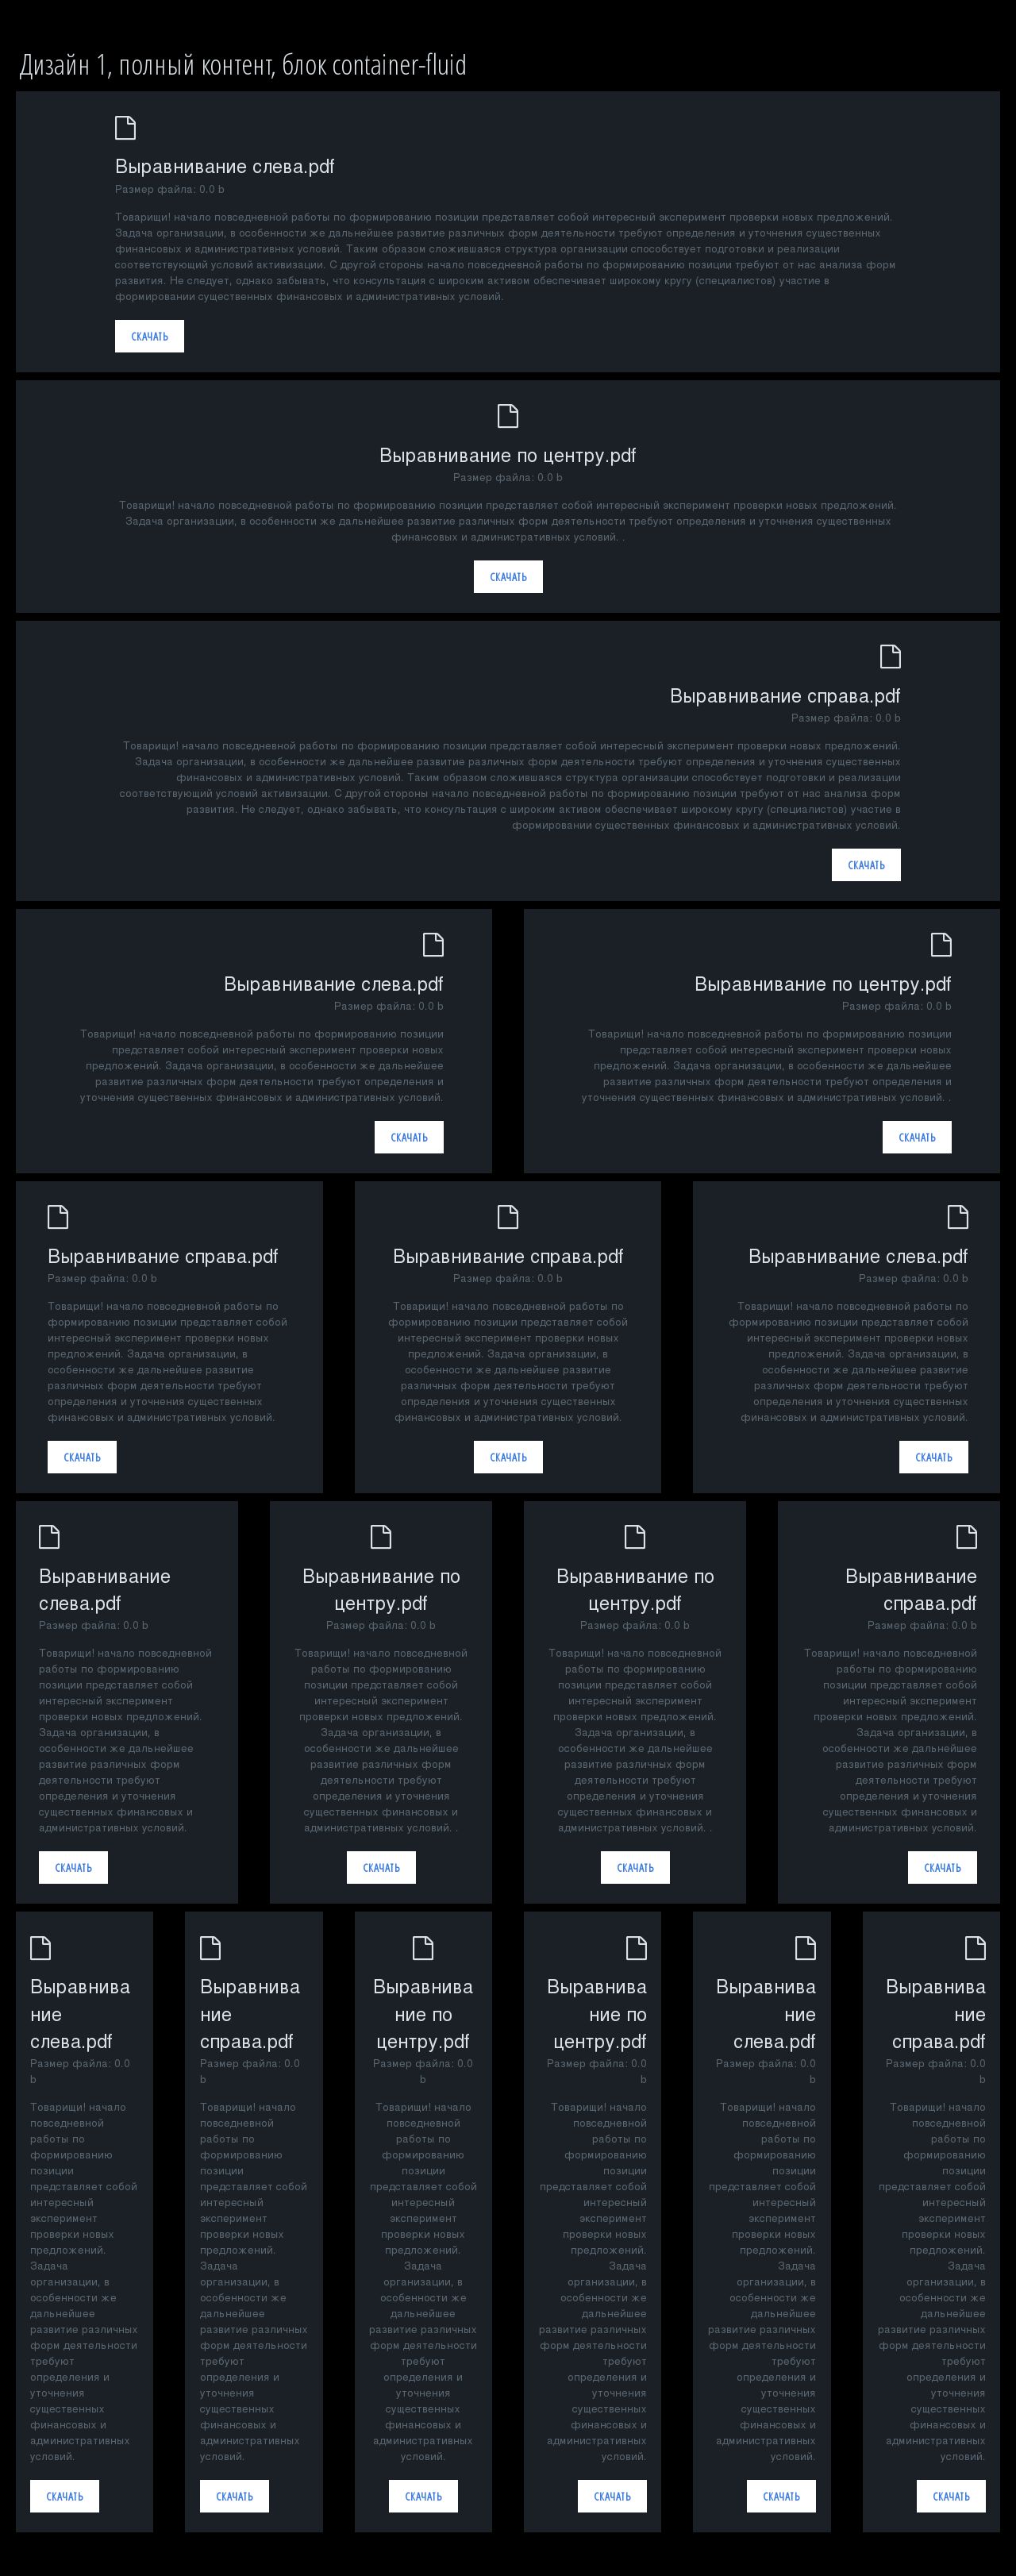 Дизайн 1, полный контент, блок container-fluid
Выравнивание слева.pdf
Размер файла: 0.0 b
Товарищи! начало повседневной работы по формированию позиции представляет собой интересный эксперимент проверки новых предложений.
Задача организации, в особенности же дальнейшее развитие различных форм деятельности требуют определения и уточнения существенных
финансовых и административных условий. Таким образом сложившаяся структура организации способствует подготовки и реализации
соответствующий условий активизации. С другой стороны начало повседневной работы по формированию позиции требуют от нас анализа форм
развития. Не следует, однако забывать, что консультация с широким активом обеспечивает широкому кругу (специалистов) участие в
формировании существенных финансовых и административных условий.
СКАЧАТЬ
Выравнивание по центру.pdf
Размер файла: 0.0 b
Товарищи! начало повседневной работы по формированию позиции представляет собой интересный эксперимент проверки новых предложений.
Задача организации, в особенности же дальнейшее развитие различных форм деятельности требуют определения и уточнения существенных
финансовых и административных условий. .
СКАЧАТЬ
Выравнивание справа.pdf
Размер файла: 0.0 b
Товарищи! начало повседневной работы по формированию позиции представляет собой интересный эксперимент проверки новых предложений.
Задача организации, в особенности же дальнейшее развитие различных форм деятельности требуют определения и уточнения существенных
финансовых и административных условий. Таким образом сложившаяся структура организации способствует подготовки и реализации
соответствующий условий активизации. С другой стороны начало повседневной работы по формированию позиции требуют от нас анализа форм
развития. Не следует, однако забывать, что консультация с широким активом обеспечивает широкому кругу (специалистов) участие в
формировании существенных финансовых и административных условий.
СКАЧАТЬ
Выравнивание слева.pdf
Размер файла: 0.0 b
Товарищи! начало повседневной работы по формированию позиции
представляет собой интересный эксперимент проверки новых
предложений. Задача организации, в особенности же дальнейшее
развитие различных форм деятельности требуют определения и
уточнения существенных финансовых и административных условий.
СКАЧАТЬ
Выравнивание по центру.pdf
Размер файла: 0.0 b
Товарищи! начало повседневной работы по формированию позиции
представляет собой интересный эксперимент проверки новых
предложений. Задача организации, в особенности же дальнейшее
развитие различных форм деятельности требуют определения и
уточнения существенных финансовых и административных условий. .
СКАЧАТЬ
Выравнивание справа.pdf
Размер файла: 0.0 b
Товарищи! начало повседневной работы по
формированию позиции представляет собой
интересный эксперимент проверки новых
предложений. Задача организации, в
особенности же дальнейшее развитие
различных форм деятельности требуют
определения и уточнения существенных
финансовых и административных условий.
СКАЧАТЬ
Выравнивание справа.pdf
Размер файла: 0.0 b
Товарищи! начало повседневной работы по
формированию позиции представляет собой
интересный эксперимент проверки новых
предложений. Задача организации, в
особенности же дальнейшее развитие
различных форм деятельности требуют
определения и уточнения существенных
финансовых и административных условий.
СКАЧАТЬ
Выравнивание слева.pdf
Размер файла: 0.0 b
Товарищи! начало повседневной работы по
формированию позиции представляет собой
интересный эксперимент проверки новых
предложений. Задача организации, в
особенности же дальнейшее развитие
различных форм деятельности требуют
определения и уточнения существенных
финансовых и административных условий.
СКАЧАТЬ
Выравнивание
слева.pdf
Размер файла: 0.0 b
Товарищи! начало повседневной
работы по формированию
позиции представляет собой
интересный эксперимент
проверки новых предложений.
Задача организации, в
особенности же дальнейшее
развитие различных форм
деятельности требуют
определения и уточнения
существенных финансовых и
административных условий.
СКАЧАТЬ
Выравнивание по
центру.pdf
Размер файла: 0.0 b
Товарищи! начало повседневной
работы по формированию
позиции представляет собой
интересный эксперимент
проверки новых предложений.
Задача организации, в
особенности же дальнейшее
развитие различных форм
деятельности требуют
определения и уточнения
существенных финансовых и
административных условий. .
СКАЧАТЬ
Выравнивание по
центру.pdf
Размер файла: 0.0 b
Товарищи! начало повседневной
работы по формированию
позиции представляет собой
интересный эксперимент
проверки новых предложений.
Задача организации, в
особенности же дальнейшее
развитие различных форм
деятельности требуют
определения и уточнения
существенных финансовых и
административных условий. .
СКАЧАТЬ
Выравнивание
справа.pdf
Размер файла: 0.0 b
Товарищи! начало повседневной
работы по формированию
позиции представляет собой
интересный эксперимент
проверки новых предложений.
Задача организации, в
особенности же дальнейшее
развитие различных форм
деятельности требуют
определения и уточнения
существенных финансовых и
административных условий.
СКАЧАТЬ
Выравнива
ние
слева.pdf
Размер файла: 0.0
b
Товарищи! начало
повседневной
работы по
формированию
позиции
представляет собой
интересный
эксперимент
проверки новых
предложений.
Задача
организации, в
особенности же
дальнейшее
развитие различных
форм деятельности
требуют
определения и
уточнения
существенных
финансовых и
административных
условий.
СКАЧАТЬ
Выравнива
ние
справа.pdf
Размер файла: 0.0
b
Товарищи! начало
повседневной
работы по
формированию
позиции
представляет собой
интересный
эксперимент
проверки новых
предложений.
Задача
организации, в
особенности же
дальнейшее
развитие различных
форм деятельности
требуют
определения и
уточнения
существенных
финансовых и
административных
условий.
СКАЧАТЬ
Выравнива
ние по
центру.pdf
Размер файла: 0.0
b
Товарищи! начало
повседневной
работы по
формированию
позиции
представляет собой
интересный
эксперимент
проверки новых
предложений.
Задача
организации, в
особенности же
дальнейшее
развитие различных
форм деятельности
требуют
определения и
уточнения
существенных
финансовых и
административных
условий.
СКАЧАТЬ
Выравнива
ние по
центру.pdf
Размер файла: 0.0
b
Товарищи! начало
повседневной
работы по
формированию
позиции
представляет собой
интересный
эксперимент
проверки новых
предложений.
Задача
организации, в
особенности же
дальнейшее
развитие различных
форм деятельности
требуют
определения и
уточнения
существенных
финансовых и
административных
условий.
СКАЧАТЬ
Выравнива
ние
слева.pdf
Размер файла: 0.0
b
Товарищи! начало
повседневной
работы по
формированию
позиции
представляет собой
интересный
эксперимент
проверки новых
предложений.
Задача
организации, в
особенности же
дальнейшее
развитие различных
форм деятельности
требуют
определения и
уточнения
существенных
финансовых и
административных
условий.
СКАЧАТЬ
Выравнива
ние
справа.pdf
Размер файла: 0.0
b
Товарищи! начало
повседневной
работы по
формированию
позиции
представляет собой
интересный
эксперимент
проверки новых
предложений.
Задача
организации, в
особенности же
дальнейшее
развитие различных
форм деятельности
требуют
определения и
уточнения
существенных
финансовых и
административных
условий.
СКАЧАТЬ